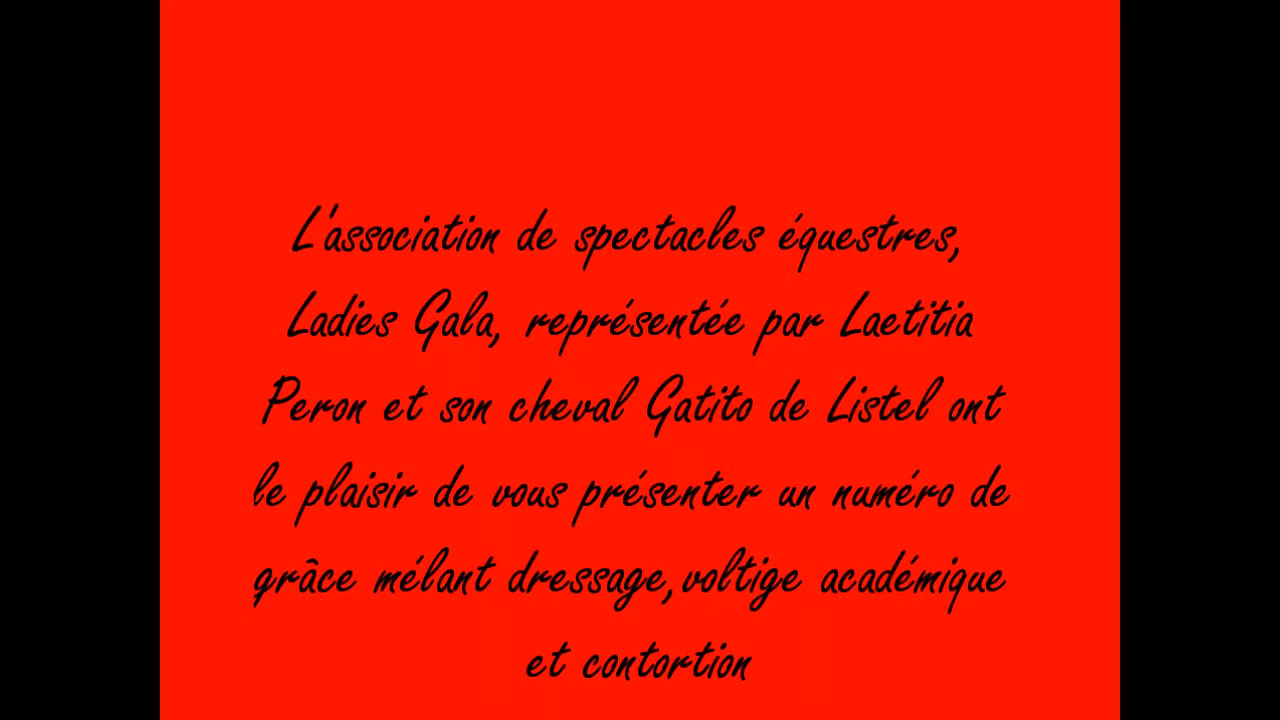 L'association de spectacles équestres,
Ladies Gala, représentée par Laetitia
Peron et son cheval Gatito de Listel ont
le plaisir de vous présenter un numéro de
grâce mélant dressage,voltige académique
et contortion